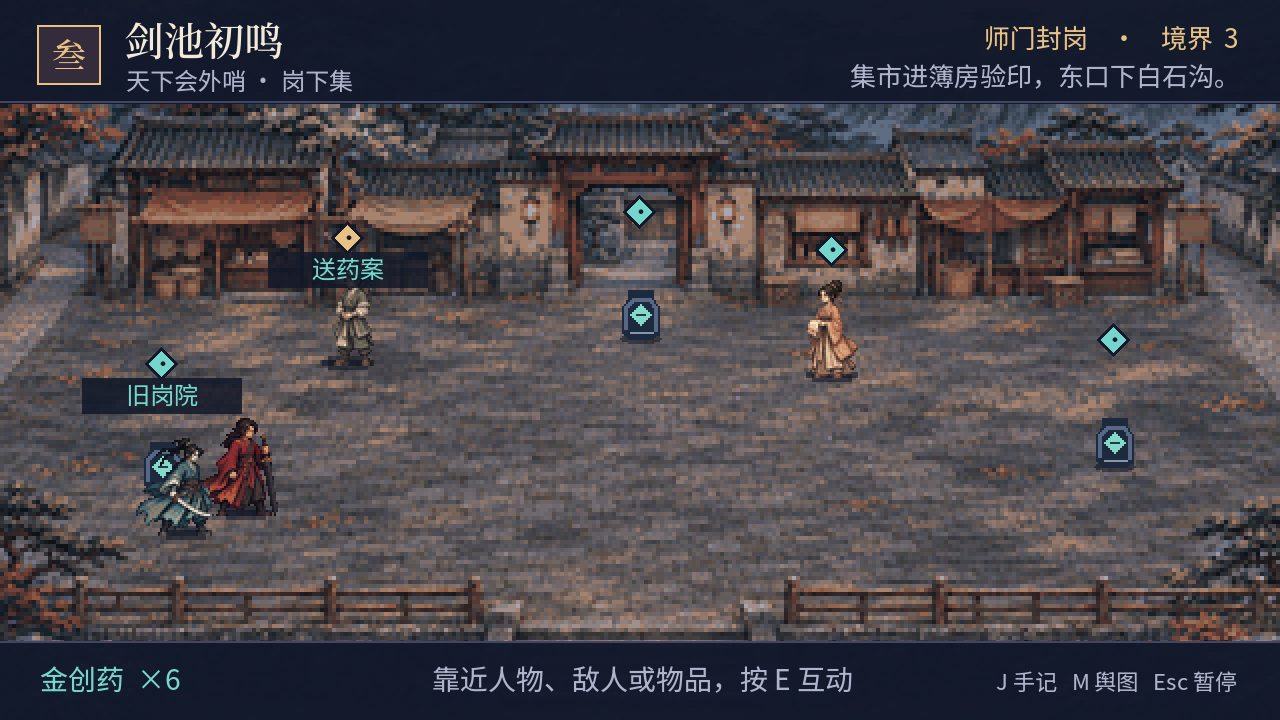 叁
剑池初鸣
天下会外哨 · 岗下集
师门封岗 · 境界 3
集市进簿房验印，东口下白石沟。
送药案
旧岗院
金创药 ×6
靠近人物、敌人或物品，按 E 互动
J 手记 M 舆图 Esc 暂停